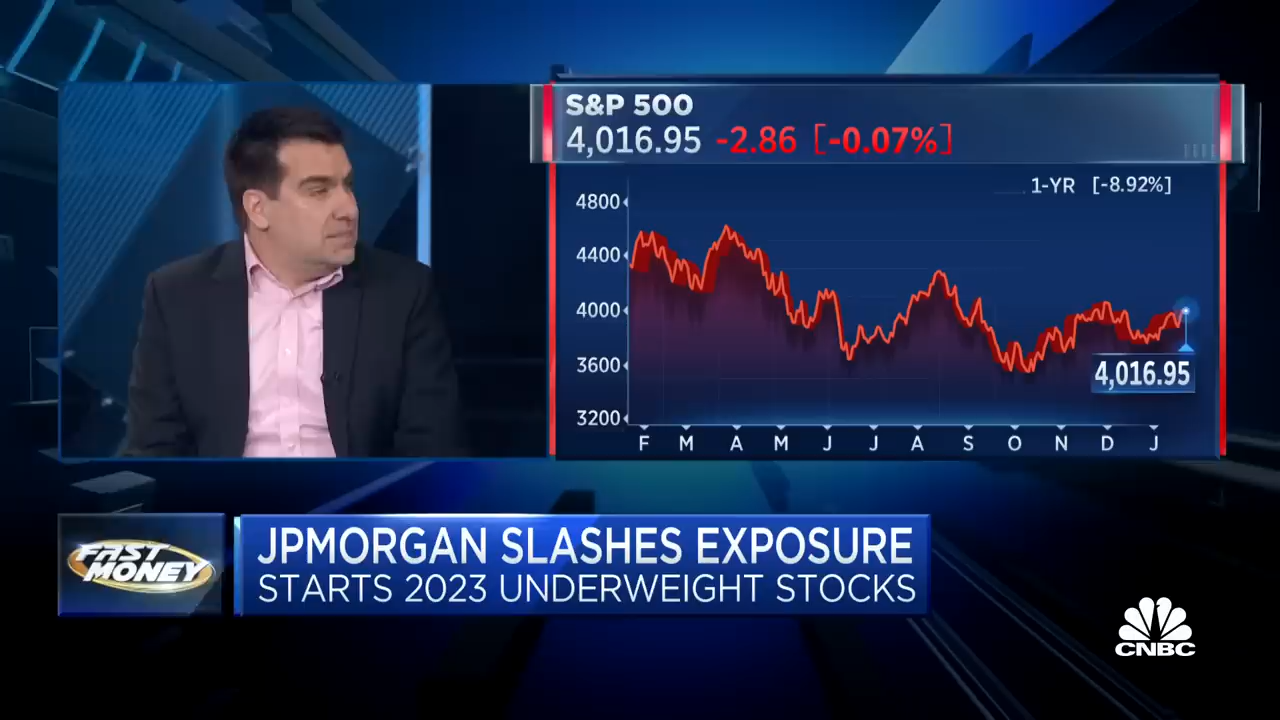 S&P 500
4,016.95 -2.86 [-0.07%]
1-YR [-8.92%]
4800
4400
4000
3600
3200
4,016.95
F M A M J J A S O N D J
FAST
MONEY
JPMORGAN SLASHES EXPOSURE
STARTS 2023 UNDERWEIGHT STOCKS
CNBC